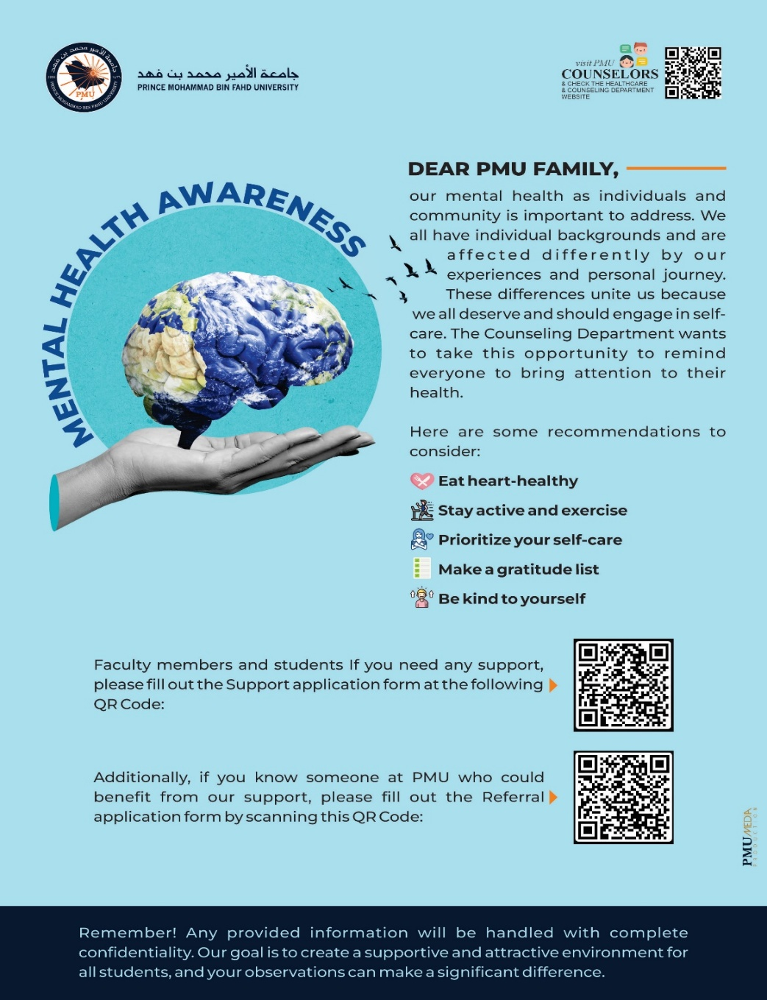 جامعة الأمير محمد بن فهد
PRINCE MOHAMMAD BIN FAHD UNIVERSITY
PMU
visit PMU
COUNSELORS
& CHECK THE HEALTHCARE
& COUNSELING DEPARTMENT
WEBSITE
MENTAL HEALTH AWARENESS
DEAR PMU FAMILY,
our mental health as individuals and
community is important to address. We
all have individual backgrounds and are
affected differently by our
experiences and personal journey.
These differences unite us because
we all deserve and should engage in self-
care. The Counseling Department wants
to take this opportunity to remind
everyone to bring attention to their
health.
Here are some recommendations to
consider:
Eat heart-healthy
Stay active and exercise
Prioritize your self-care
Make a gratitude list
Be kind to yourself
Faculty members and students If you need any support,
please fill out the Support application form at the following
QR Code:
Additionally, if you know someone at PMU who could
benefit from our support, please fill out the Referral
application form by scanning this QR Code:
PMU MEDIA
PRODUCTION
Remember! Any provided information will be handled with complete
confidentiality. Our goal is to create a supportive and attractive environment for
all students, and your observations can make a significant difference.